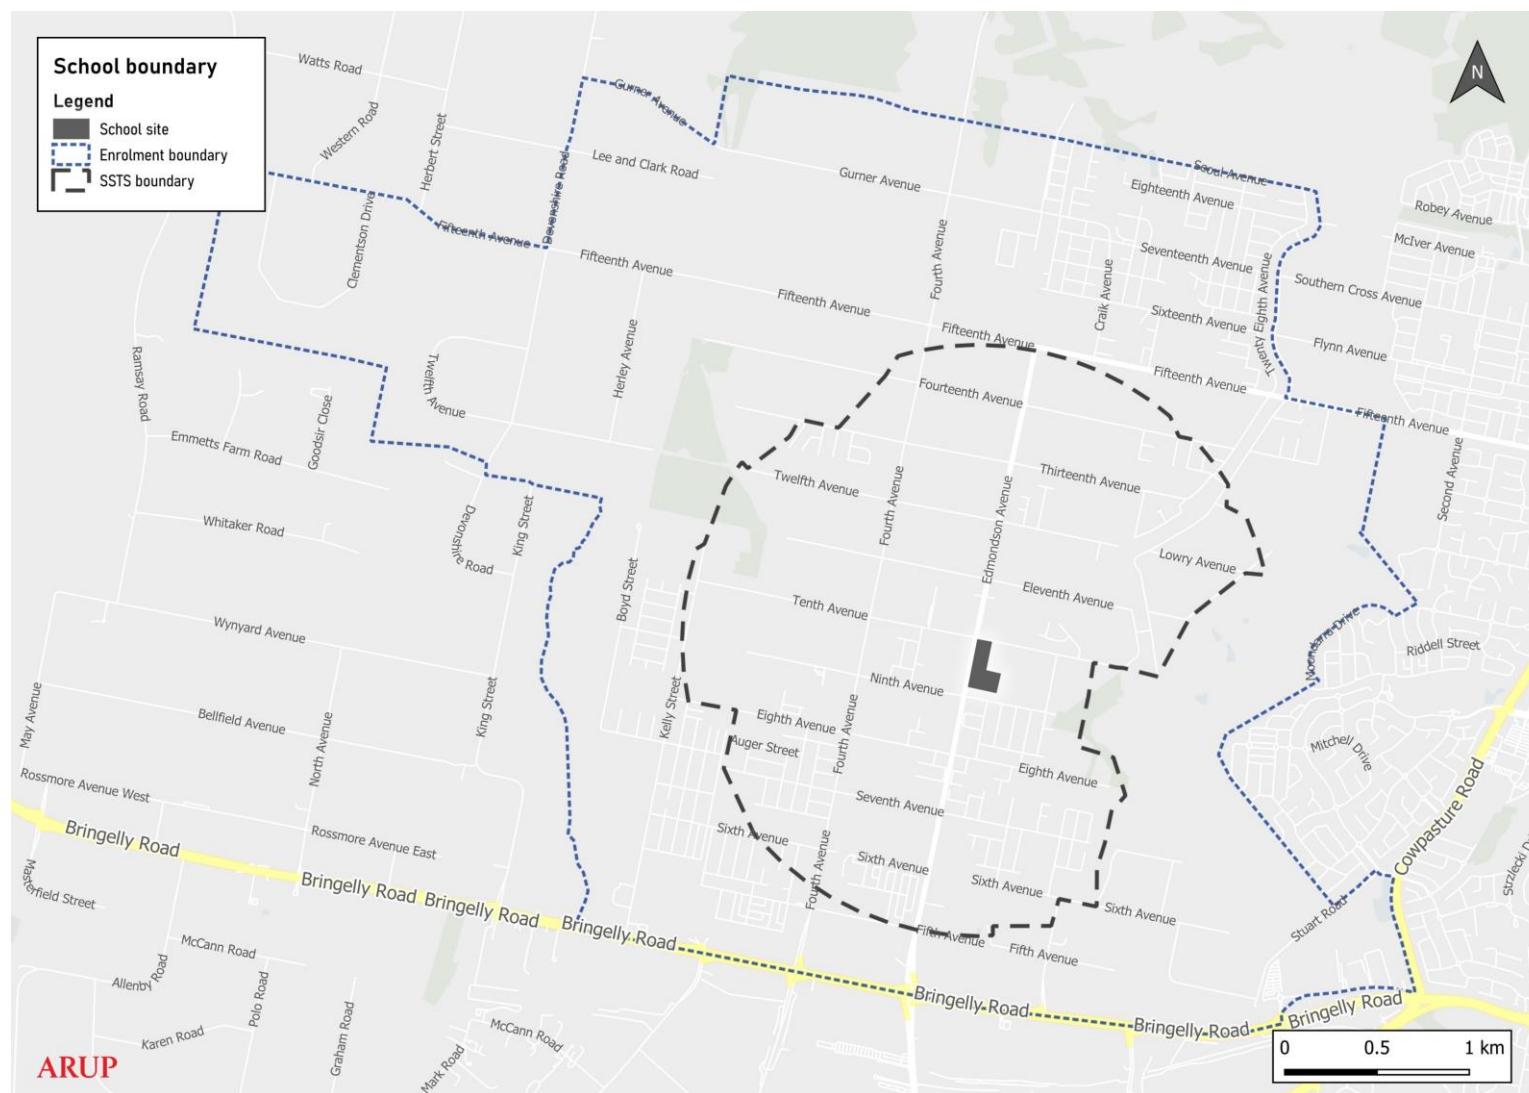 School boundary
Legend
School site
Enrolment boundary
SSTS boundary
N
Watts Road
Western Road
Herbert Street
Gurner Avenue
Lee and Clark Road
Gurner Avenue
Seoul Avenue
Eighteenth Avenue
Robey Avenue
McIver Avenue
Clementson Drive
Fifteenth Avenue
Devonshire Road
Fifteenth Avenue
Fourth Avenue
Seventeenth Avenue
Southern Cross Avenue
Craik Avenue
Twenty Eighth Avenue
Fifteenth Avenue
Fifteenth Avenue
Sixteenth Avenue
Flynn Avenue
Ramsay Road
Twelfth Avenue
Herley Avenue
Fourteenth Avenue
Fifteenth Avenue
Fifteenth Avenue
Goodsir Close
Emmetts Farm Road
Twelfth Avenue
Thirteenth Avenue
Second Avenue
Fourth Avenue
Edmondson Avenue
Whitaker Road
Devonshire Road
King Street
Lowry Avenue
Boyd Street
Tenth Avenue
Eleventh Avenue
Wynyard Avenue
Moondarra Drive
Riddell Street
May Avenue
Bellfield Avenue
North Avenue
King Street
Kelly Street
Ninth Avenue
Eighth Avenue
Auger Street
Fourth Avenue
Mitchell Drive
Eighth Avenue
Rossmore Avenue West
Seventh Avenue
Cowpasture Road
Bringelly Road
Rossmore Avenue East
Sixth Avenue
Fourth Avenue
Sixth Avenue
Sixth Avenue
Sixth Avenue
Masterfield Street
Bringelly Road
Bringelly Road
Bringelly Road
Fifth Avenue
Fifth Avenue
Stuart Road
McCann Road
Allenby Road
Polo Road
Bringelly Road
Bringelly Road
Bringelly Road
Karen Road
Graham Road
McCann Road
Mark Road
ARUP
0 0.5 1 km